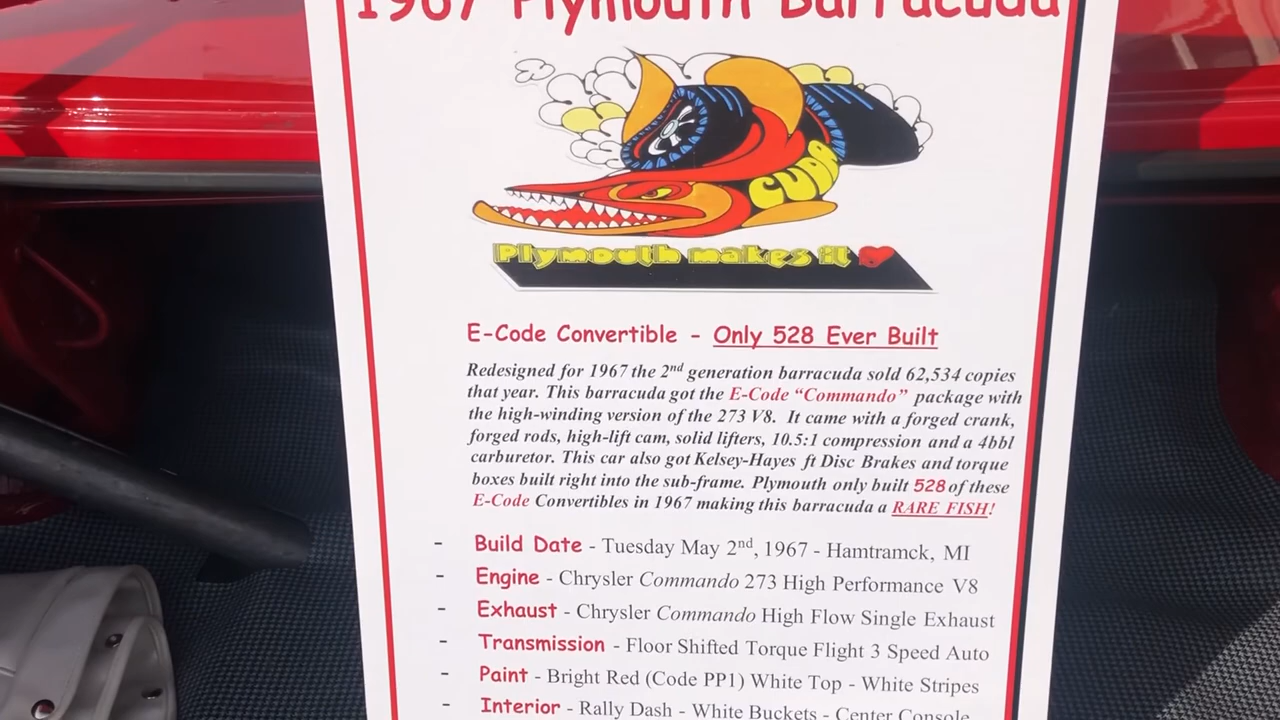 1967 Plymouth Barracuda
CUDA
Plymouth makes it
E-Code Convertible - Only 528 Ever Built
Redesigned for 1967 the 2nd generation barracuda sold 62,534 copies
that year. This barracuda got the E-Code “Commando” package with
the high-winding version of the 273 V8. It came with a forged crank,
forged rods, high-lift cam, solid lifters, 10.5:1 compression and a 4bbl
carburetor. This car also got Kelsey-Hayes ft Disc Brakes and torque
boxes built right into the sub-frame. Plymouth only built 528 of these
E-Code Convertibles in 1967 making this barracuda a RARE FISH!
- Build Date - Tuesday May 2nd, 1967 - Hamtramck, MI
- Engine - Chrysler Commando 273 High Performance V8
- Exhaust - Chrysler Commando High Flow Single Exhaust
- Transmission - Floor Shifted Torque Flight 3 Speed Auto
- Paint - Bright Red (Code PP1) White Top - White Stripes
- Interior - Rally Dash - White Buckets - Center Console